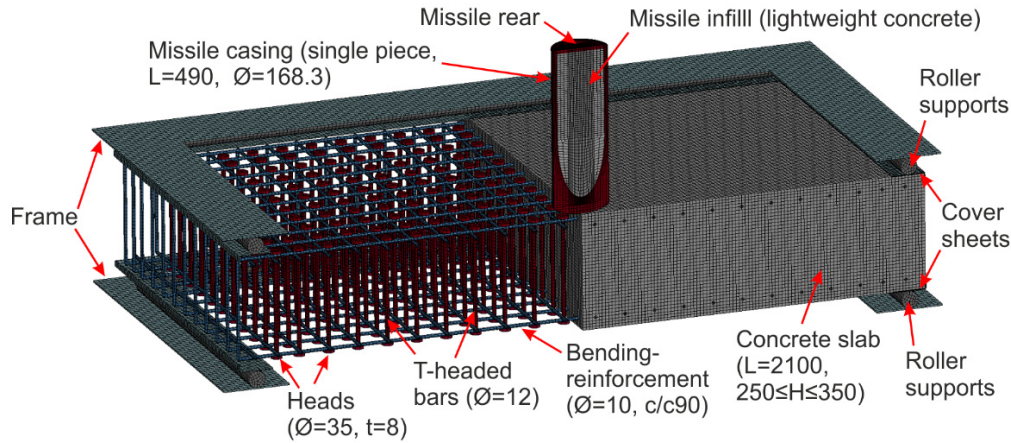 Missile rear
Missile infilll (lightweight concrete)
Missile casing (single piece,
L=490, Ø=168.3)
Roller
supports
Frame
Cover
sheets
Heads
(Ø=35, t=8)
T-headed
bars (Ø=12)
Bending-
reinforcement
(Ø=10, c/c90)
Concrete slab
(L=2100,
250≤H≤350)
Roller
supports